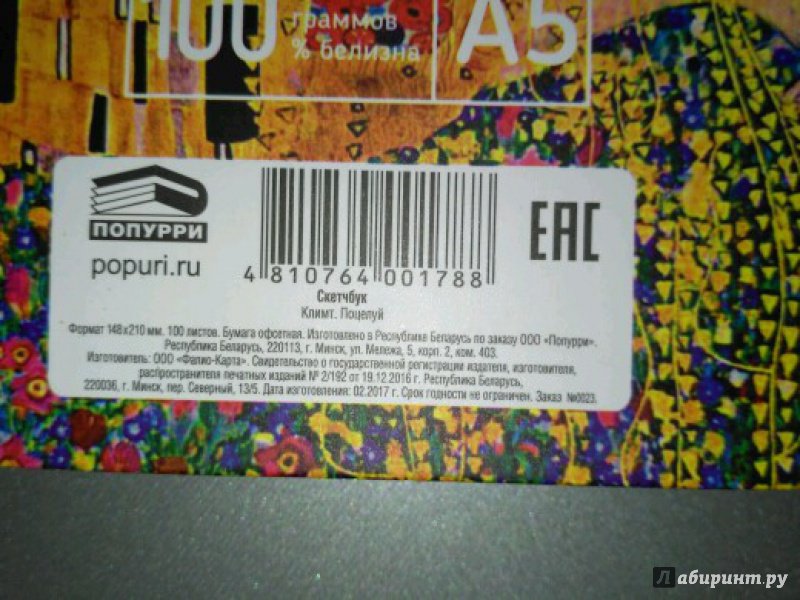 100 граммов
% белизна
A5
ПОПУРРИ
popuri.ru
4 810764 001788
EAC
Скетчбук
Климт. Поцелуй
Формат 148x210 мм. 100 листов. Бумага офсетная. Изготовлено в Республике Беларусь по заказу ООО «Попурри».
Республика Беларусь, 220113, г. Минск, ул. Мележа, 5, корп. 2, ком. 403.
Изготовитель: ООО «Фалио-Карта». Свидетельство о государственной регистрации издателя, изготовителя,
распространителя печатных изданий № 2/192 от 19.12.2016 г. Республика Беларусь,
220036, г. Минск, пер. Северный, 13/5. Дата изготовления: 02.2017 г. Срок годности не ограничен. Заказ №0023.
Лабиринт.ру